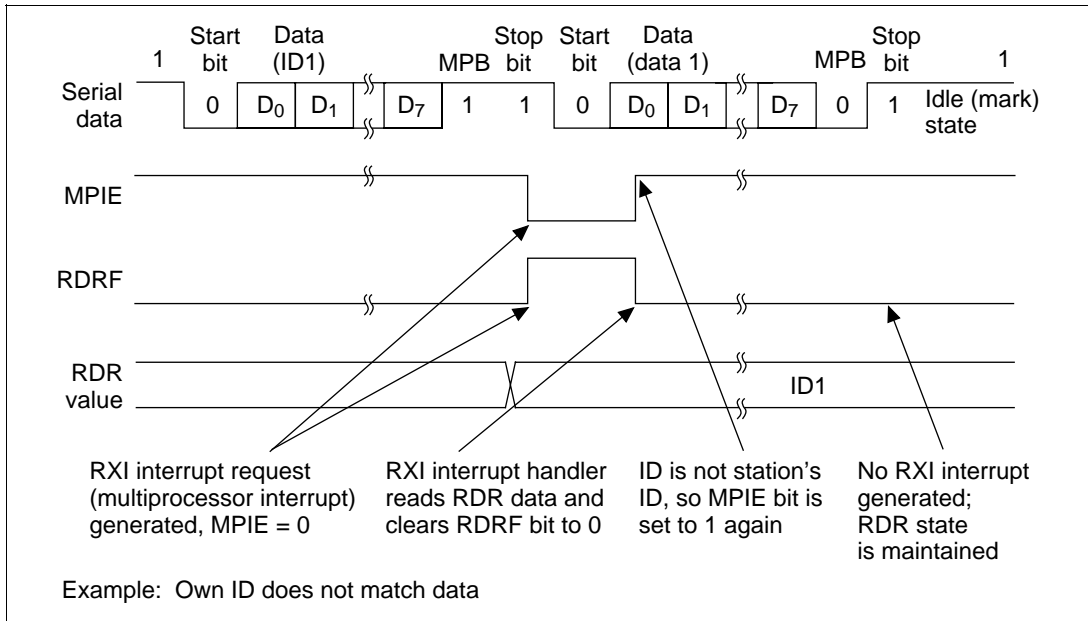 Start Data Stop Start Data Stop
1 bit (ID1) MPB bit bit (data 1) MPB bit 1
Serial data
0 D0 D1 D7 1 1 0 D0 D1 D7 0 1 Idle (mark) state
MPIE
RDRF
RDR
value
ID1
RXI interrupt request
(multiprocessor interrupt)
generated, MPIE = 0
RXI interrupt handler
reads RDR data and
clears RDRF bit to 0
ID is not station's
ID, so MPIE bit is
set to 1 again
No RXI interrupt
generated;
RDR state
is maintained
Example: Own ID does not match data